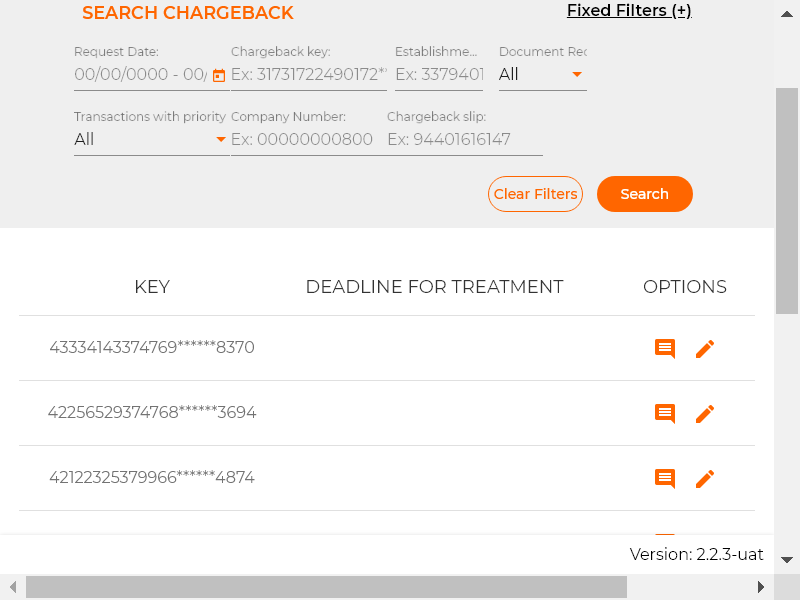 SEARCH CHARGEBACK
Fixed Filters (+)
Request Date: Chargeback key: Establishme... Document Rec
00/00/0000 - 00/ Ex: 31731722490172** Ex: 3379401 All
Transactions with priority Company Number: Chargeback slip:
All Ex: 00000000800 Ex: 94401616147
Clear Filters Search
KEY DEADLINE FOR TREATMENT OPTIONS
43334143374769******8370
42256529374768******3694
42122325379966******4874
Version: 2.2.3-uat